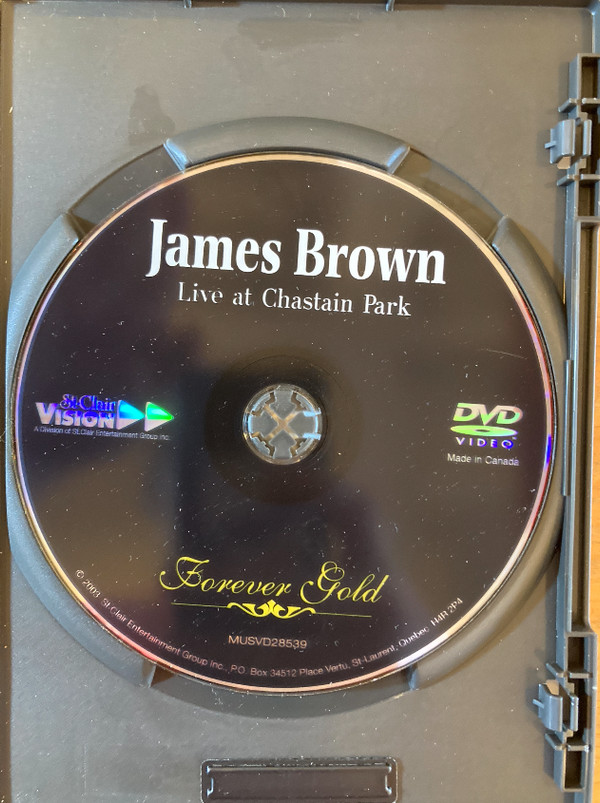 James Brown
Live at Chastain Park
St.Clair
VISION
A Division of St.Clair Entertainment Group Inc.
DVD
VIDEO
Made in Canada
Forever Gold
MUSVD28539
© 2003 St.Clair Entertainment Group Inc., P.O. Box 34512 Place Vertu, St-Laurent, Quebec, H4R 2P4